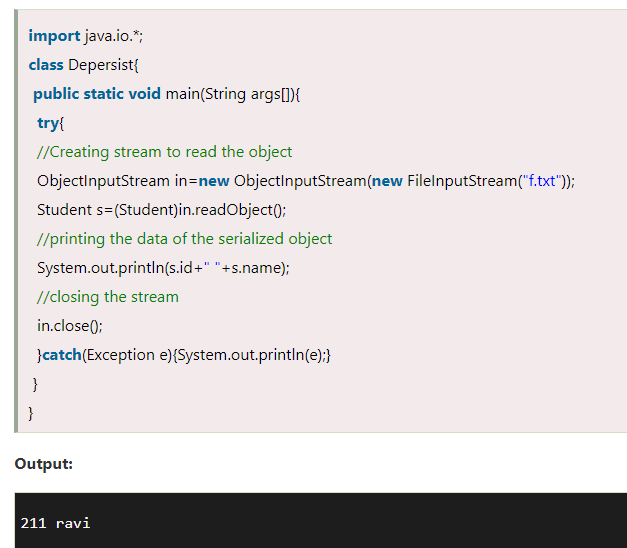 import java.io.*;
class Depersist{
public static void main(String args[]){
try{
//Creating stream to read the object
ObjectInputStream in=new ObjectInputStream(new FileInputStream("f.txt"));
Student s=(Student)in.readObject();
//printing the data of the serialized object
System.out.println(s.id+" "+s.name);
//closing the stream
in.close();
}catch(Exception e){System.out.println(e);}
}
}
Output:
211 ravi